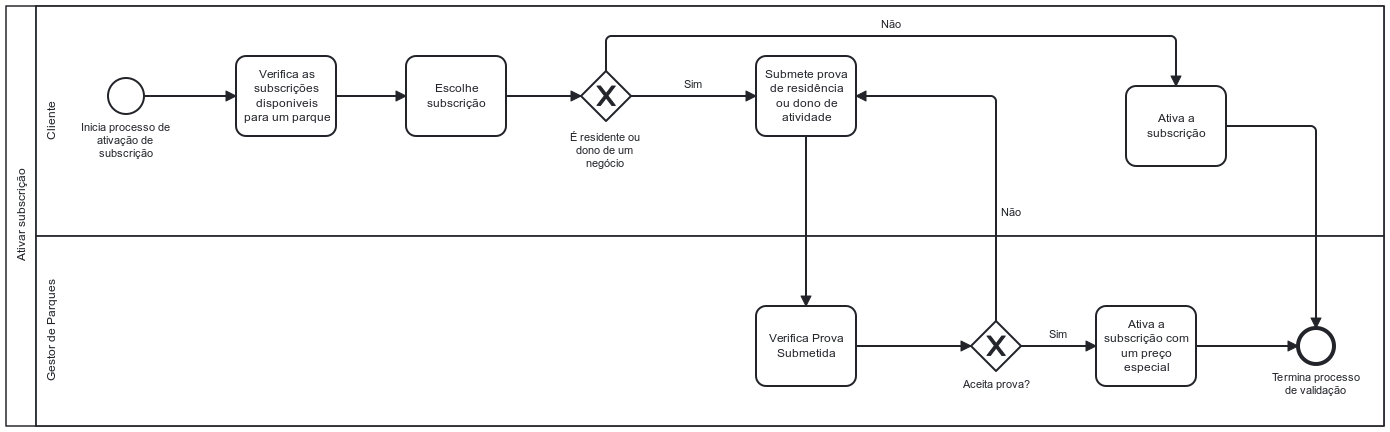 Ativar subscrição
Cliente
Inicia processo de
ativação de
subscrição
Verifica as
subscrições
disponiveis
para um parque
Escolhe
subscrição
É residente ou
dono de um
negócio
Não
Sim
Submete prova
de residência
ou dono de
atividade
Ativa a
subscrição
Não
Gestor de Parques
Verifica Prova
Submetida
Aceita prova?
Sim
Ativa a
subscrição com
um preço
especial
Termina processo
de validação